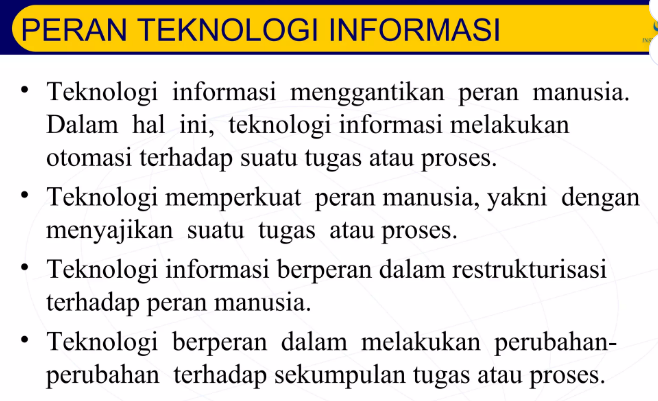 PERAN TEKNOLOGI INFORMASI
• Teknologi informasi menggantikan peran manusia.
Dalam hal ini, teknologi informasi melakukan
otomasi terhadap suatu tugas atau proses.
• Teknologi memperkuat peran manusia, yakni dengan
menyajikan suatu tugas atau proses.
• Teknologi informasi berperan dalam restrukturisasi
terhadap peran manusia.
• Teknologi berperan dalam melakukan perubahan-
perubahan terhadap sekumpulan tugas atau proses.